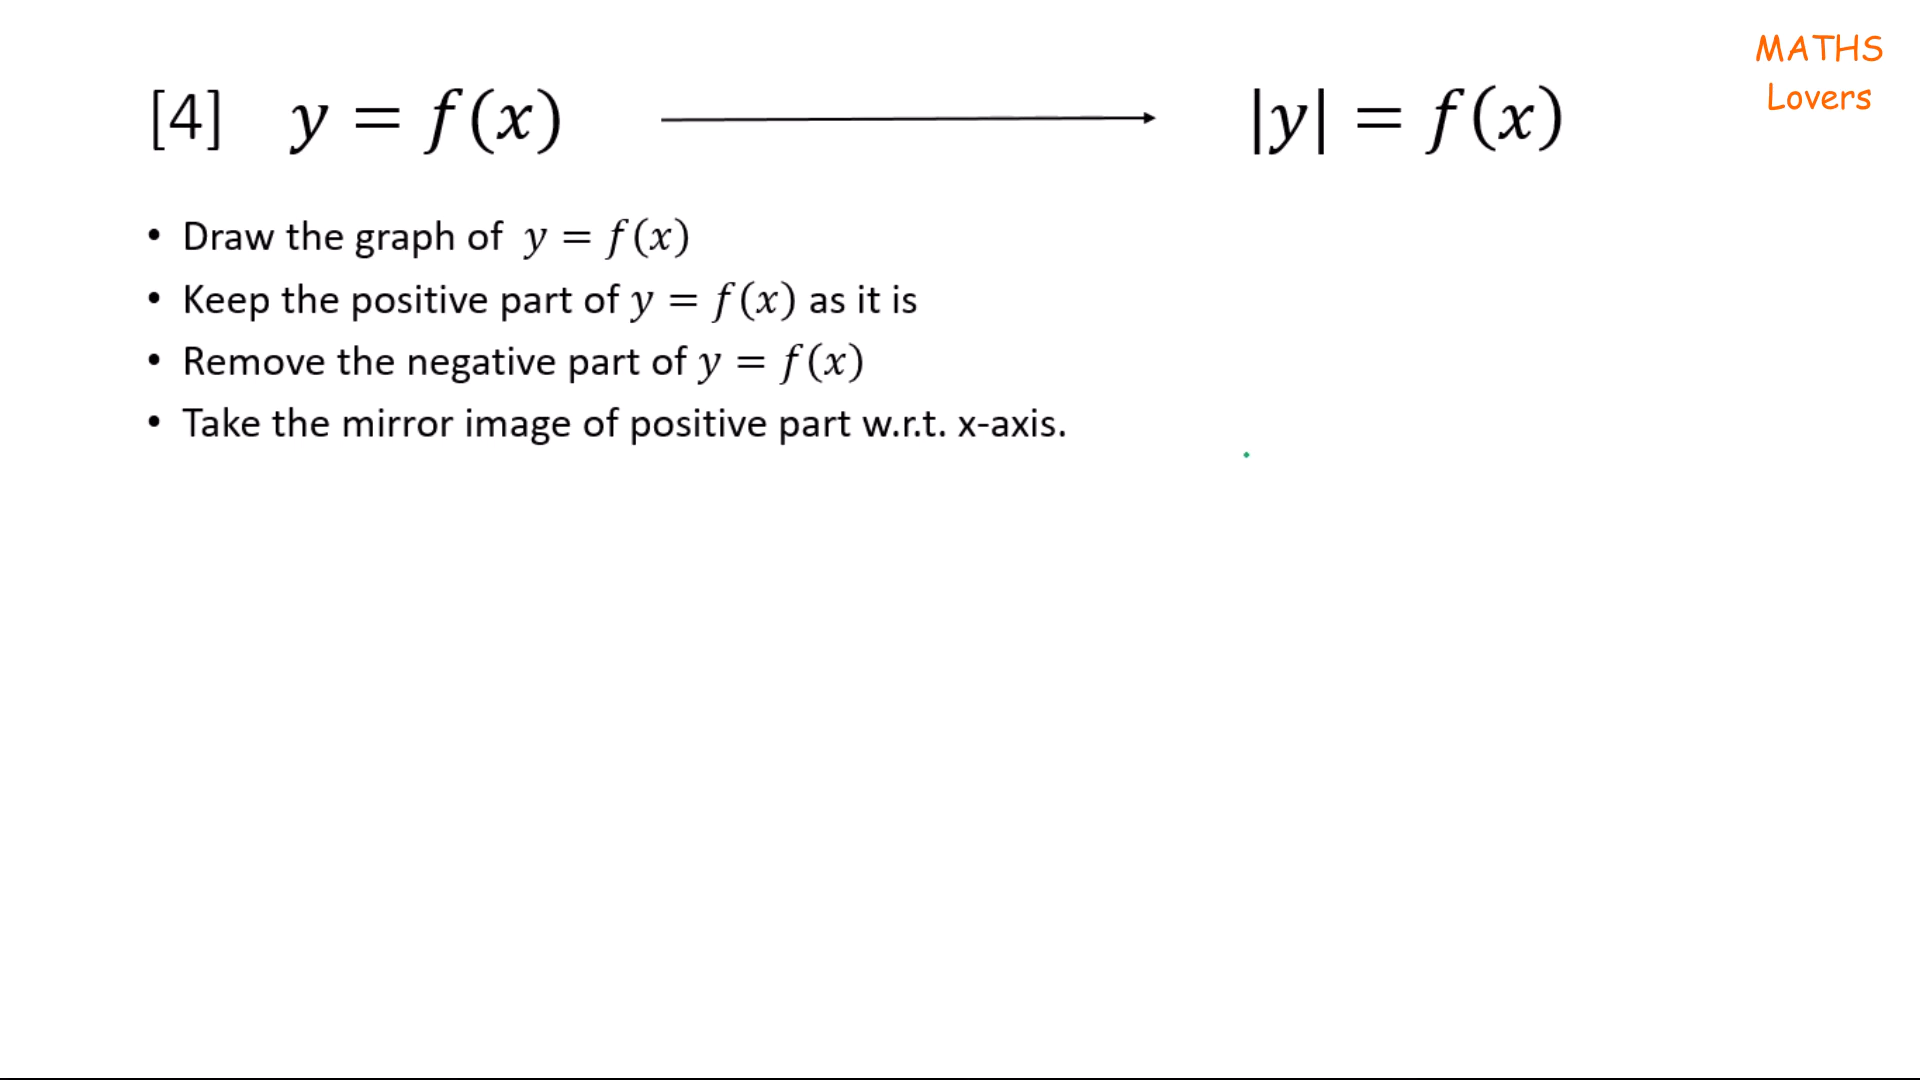 MATHS
Lovers
[4] y = f(x) |y| = f(x)
• Draw the graph of y = f(x)
• Keep the positive part of y = f(x) as it is
• Remove the negative part of y = f(x)
• Take the mirror image of positive part w.r.t. x-axis.